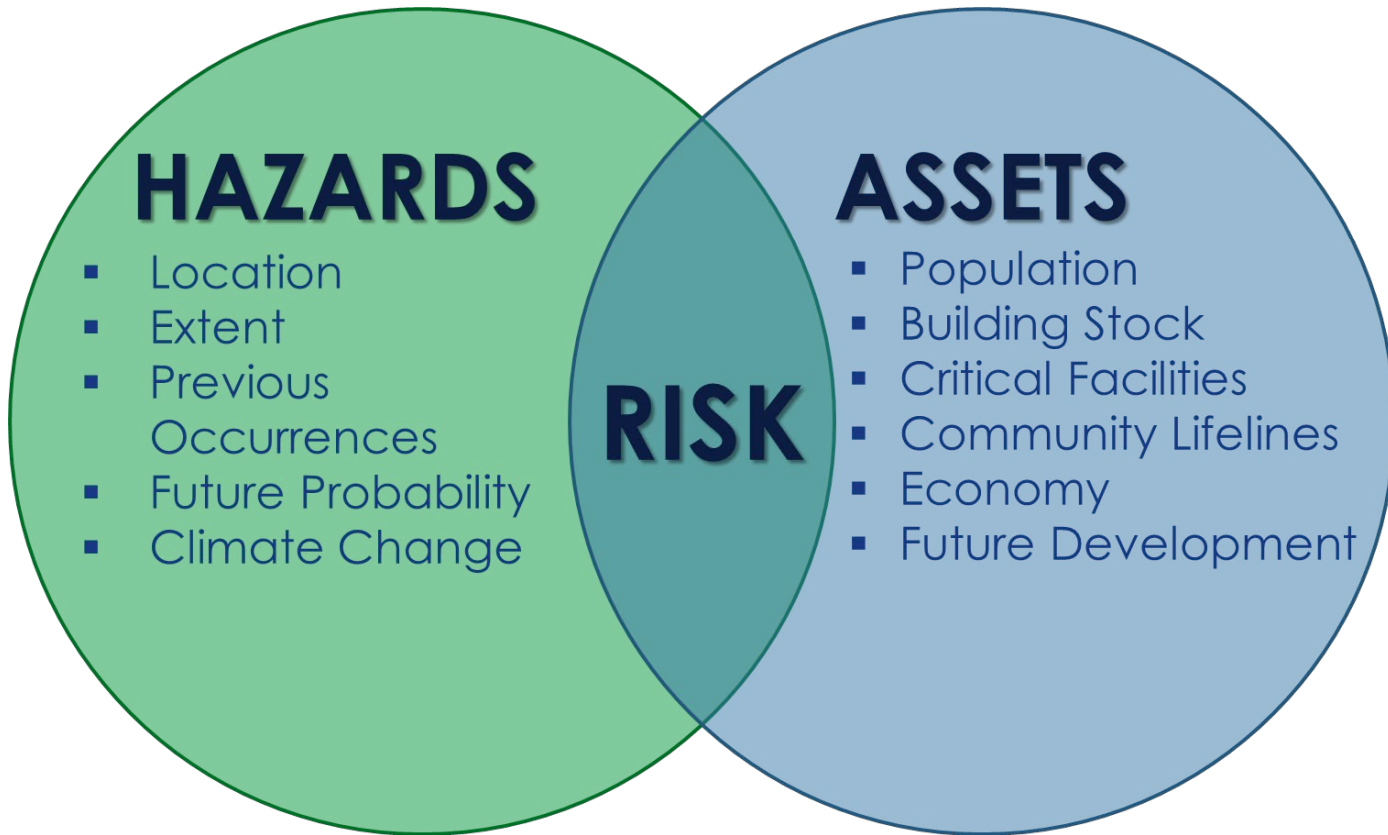 HAZARDS
▪ Location
▪ Extent
▪ Previous
Occurrences
▪ Future Probability
▪ Climate Change
RISK
ASSETS
▪ Population
▪ Building Stock
▪ Critical Facilities
▪ Community Lifelines
▪ Economy
▪ Future Development